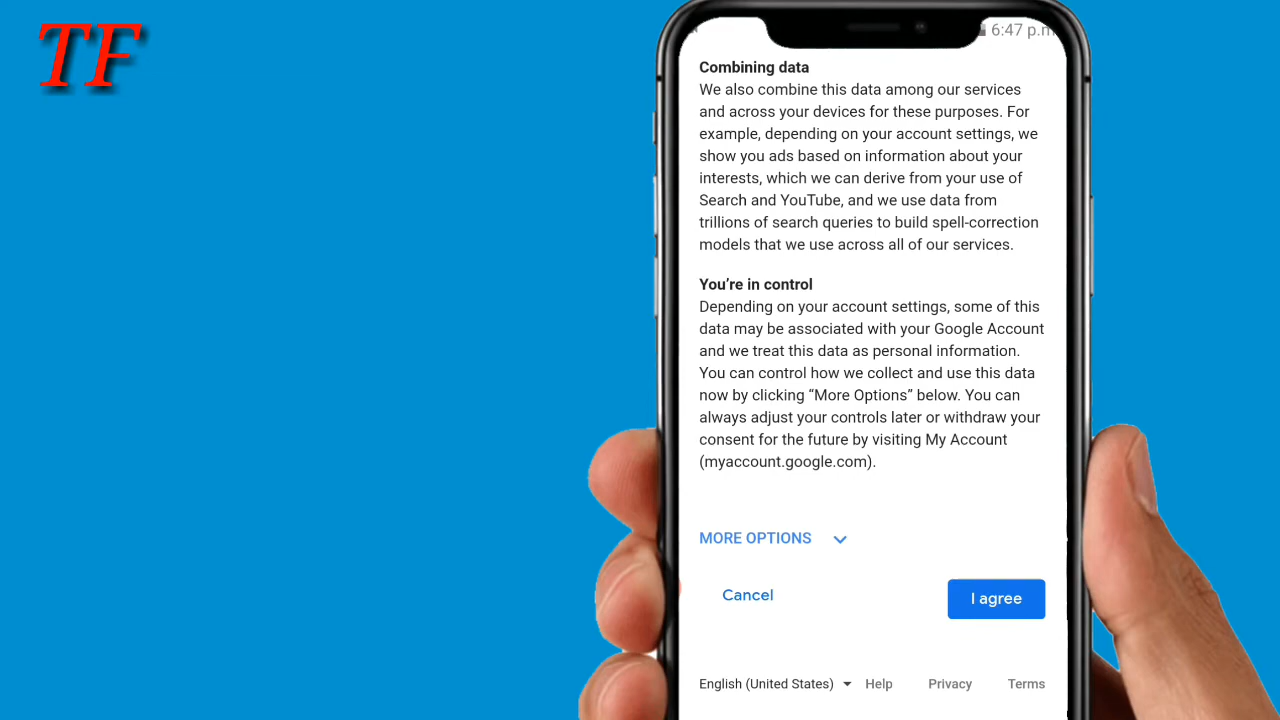 TF
6:47 p.m
Combining data
We also combine this data among our services
and across your devices for these purposes. For
example, depending on your account settings, we
show you ads based on information about your
interests, which we can derive from your use of
Search and YouTube, and we use data from
trillions of search queries to build spell-correction
models that we use across all of our services.
You’re in control
Depending on your account settings, some of this
data may be associated with your Google Account
and we treat this data as personal information.
You can control how we collect and use this data
now by clicking “More Options” below. You can
always adjust your controls later or withdraw your
consent for the future by visiting My Account
(myaccount.google.com).
MORE OPTIONS
Cancel
I agree
English (United States) Help Privacy Terms